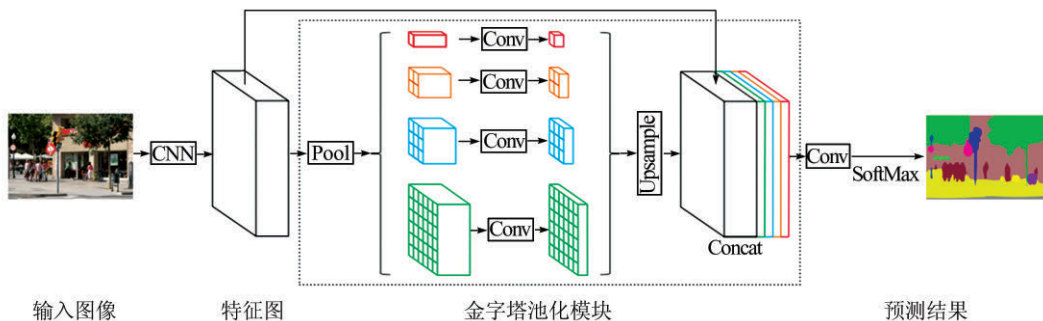 Conv
Conv
CNN
Pool
Conv
Upsample
Conv
SoftMax
Conv
Concat
输入图像
特征图
金字塔池化模块
预测结果